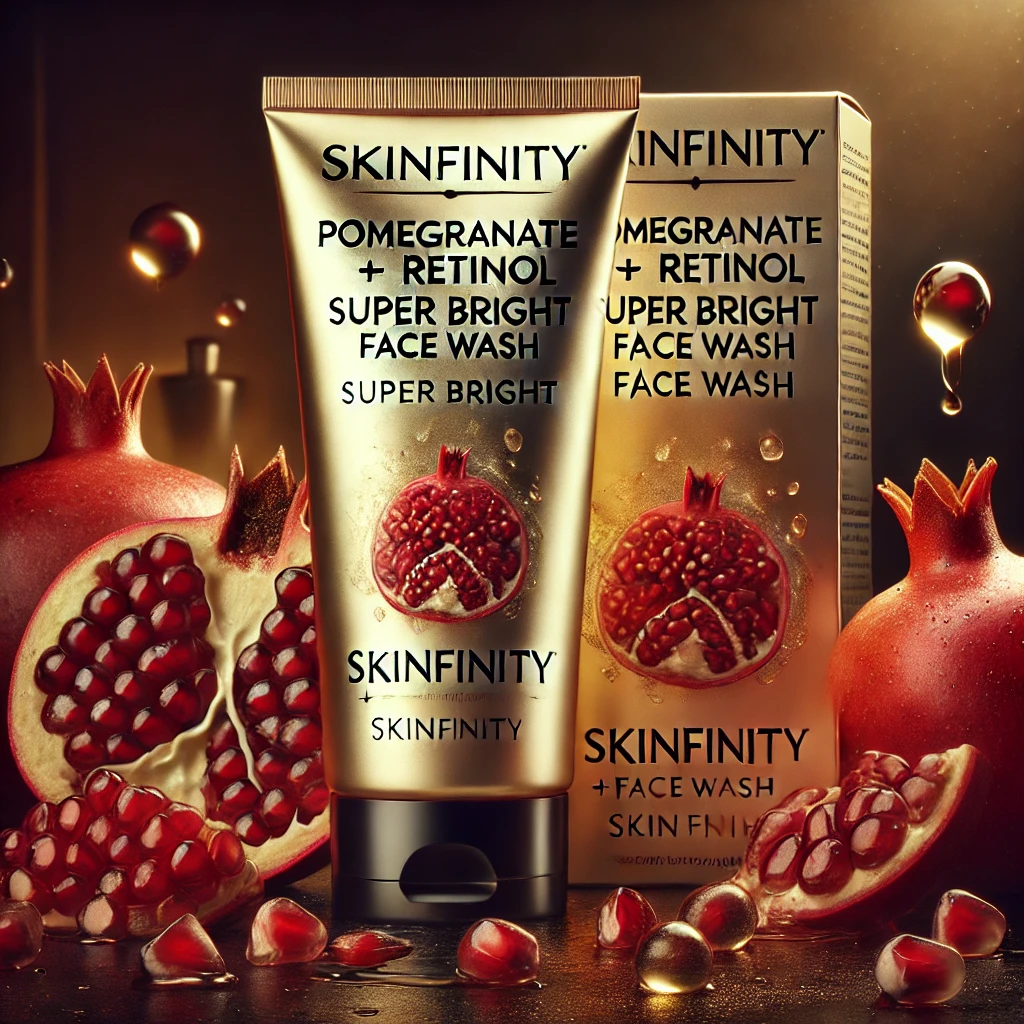 SKINFINITY
POMEGRANATE
+ RETINOL
SUPER BRIGHT
FACE WASH
SUPER BRIGHT
SKINFINITY
SKINFINITY
KINFINITY
OMEGRANATE
+ RETINOL
UPER BRIGHT
FACE WASH
FACE WASH
SKINFINITY
+FACE WASH